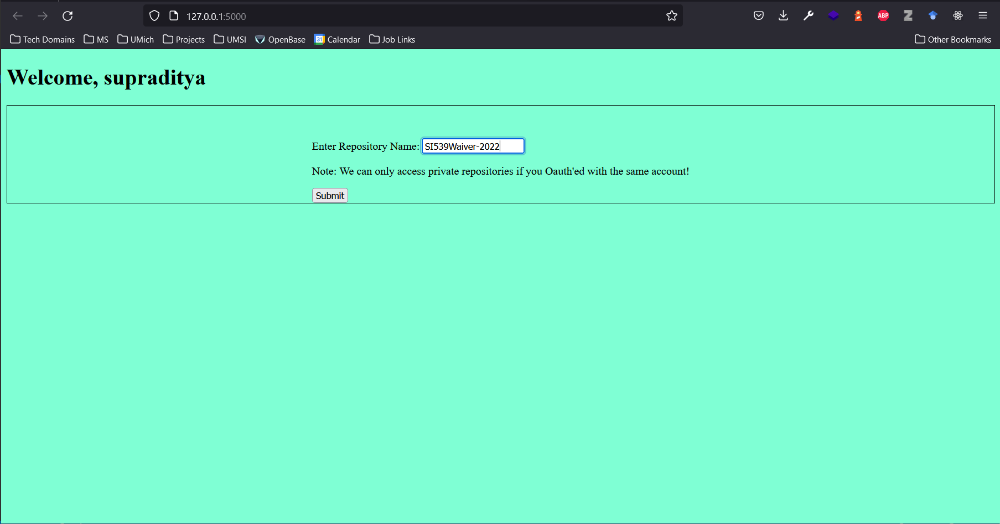 127.0.0.1:5000
ABP
Tech Domains MS UMich Projects UMSI OpenBase 31 Calendar Job Links Other Bookmarks
Welcome, supraditya
Enter Repository Name: SI539Waiver-2022
Note: We can only access private repositories if you Oauth'ed with the same account!
Submit